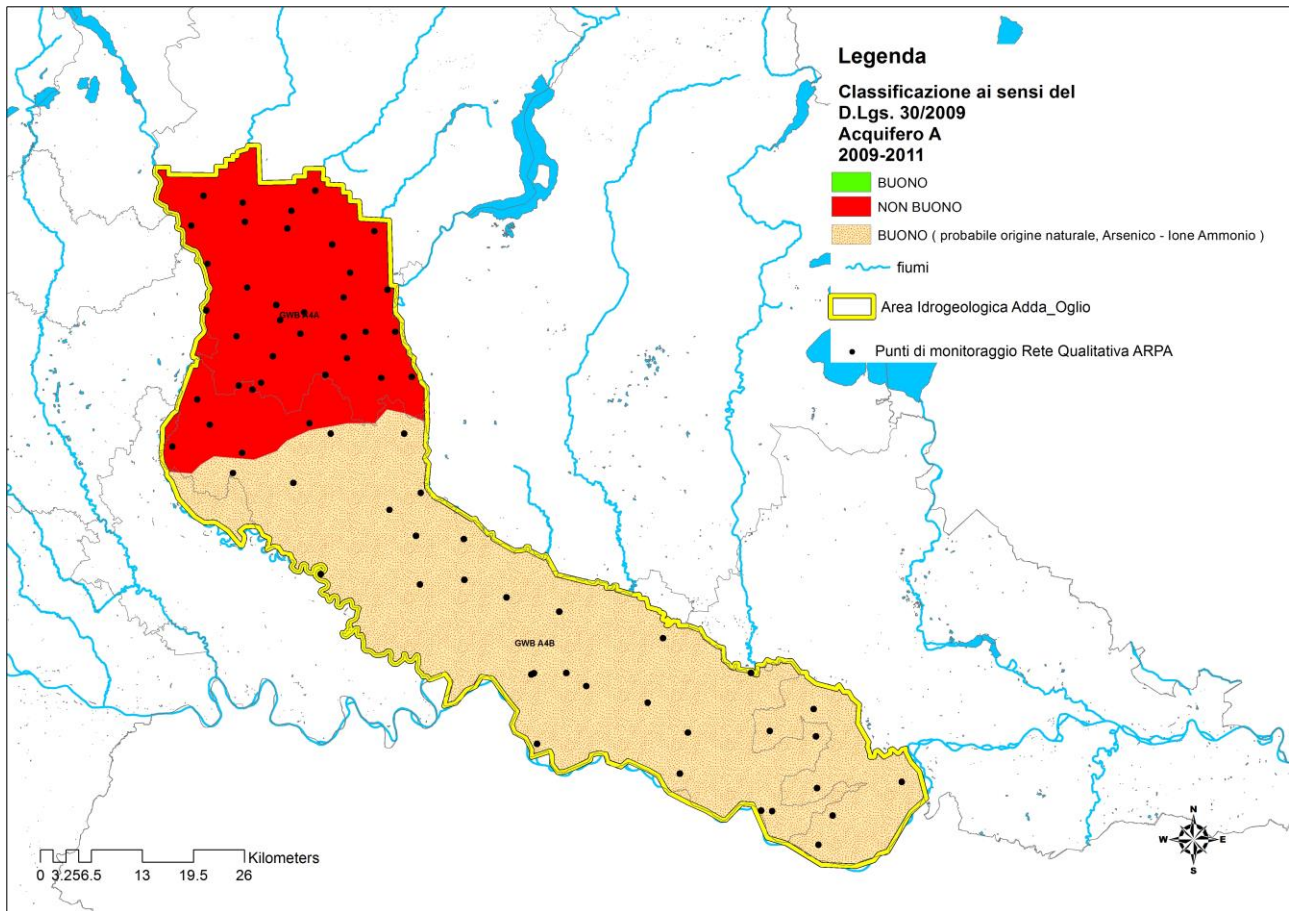 Legenda
Classificazione ai sensi del
D.Lgs. 30/2009
Acquifero A
2009-2011
BUONO
NON BUONO
BUONO ( probabile origine naturale, Arsenico - Ione Ammonio )
fiumi
Area Idrogeologica Adda_Oglio
Punti di monitoraggio Rete Qualitativa ARPA
GWB A4A
GWB A4B
N
W E
S
Kilometers
0 3.25 6.5 13 19.5 26